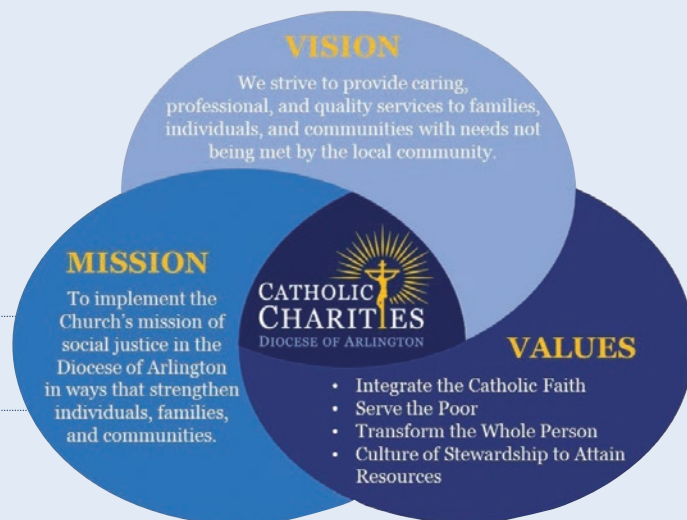 VISION
We strive to provide caring,
professional, and quality services to families,
individuals, and communities with needs not
being met by the local community.
MISSION
To implement the
Church's mission of
social justice in the
Diocese of Arlington
in ways that strengthen
individuals, families,
and communities.
CATHOLIC
CHARITIES
DIOCESE OF ARLINGTON
VALUES
• Integrate the Catholic Faith
• Serve the Poor
• Transform the Whole Person
• Culture of Stewardship to Attain
Resources